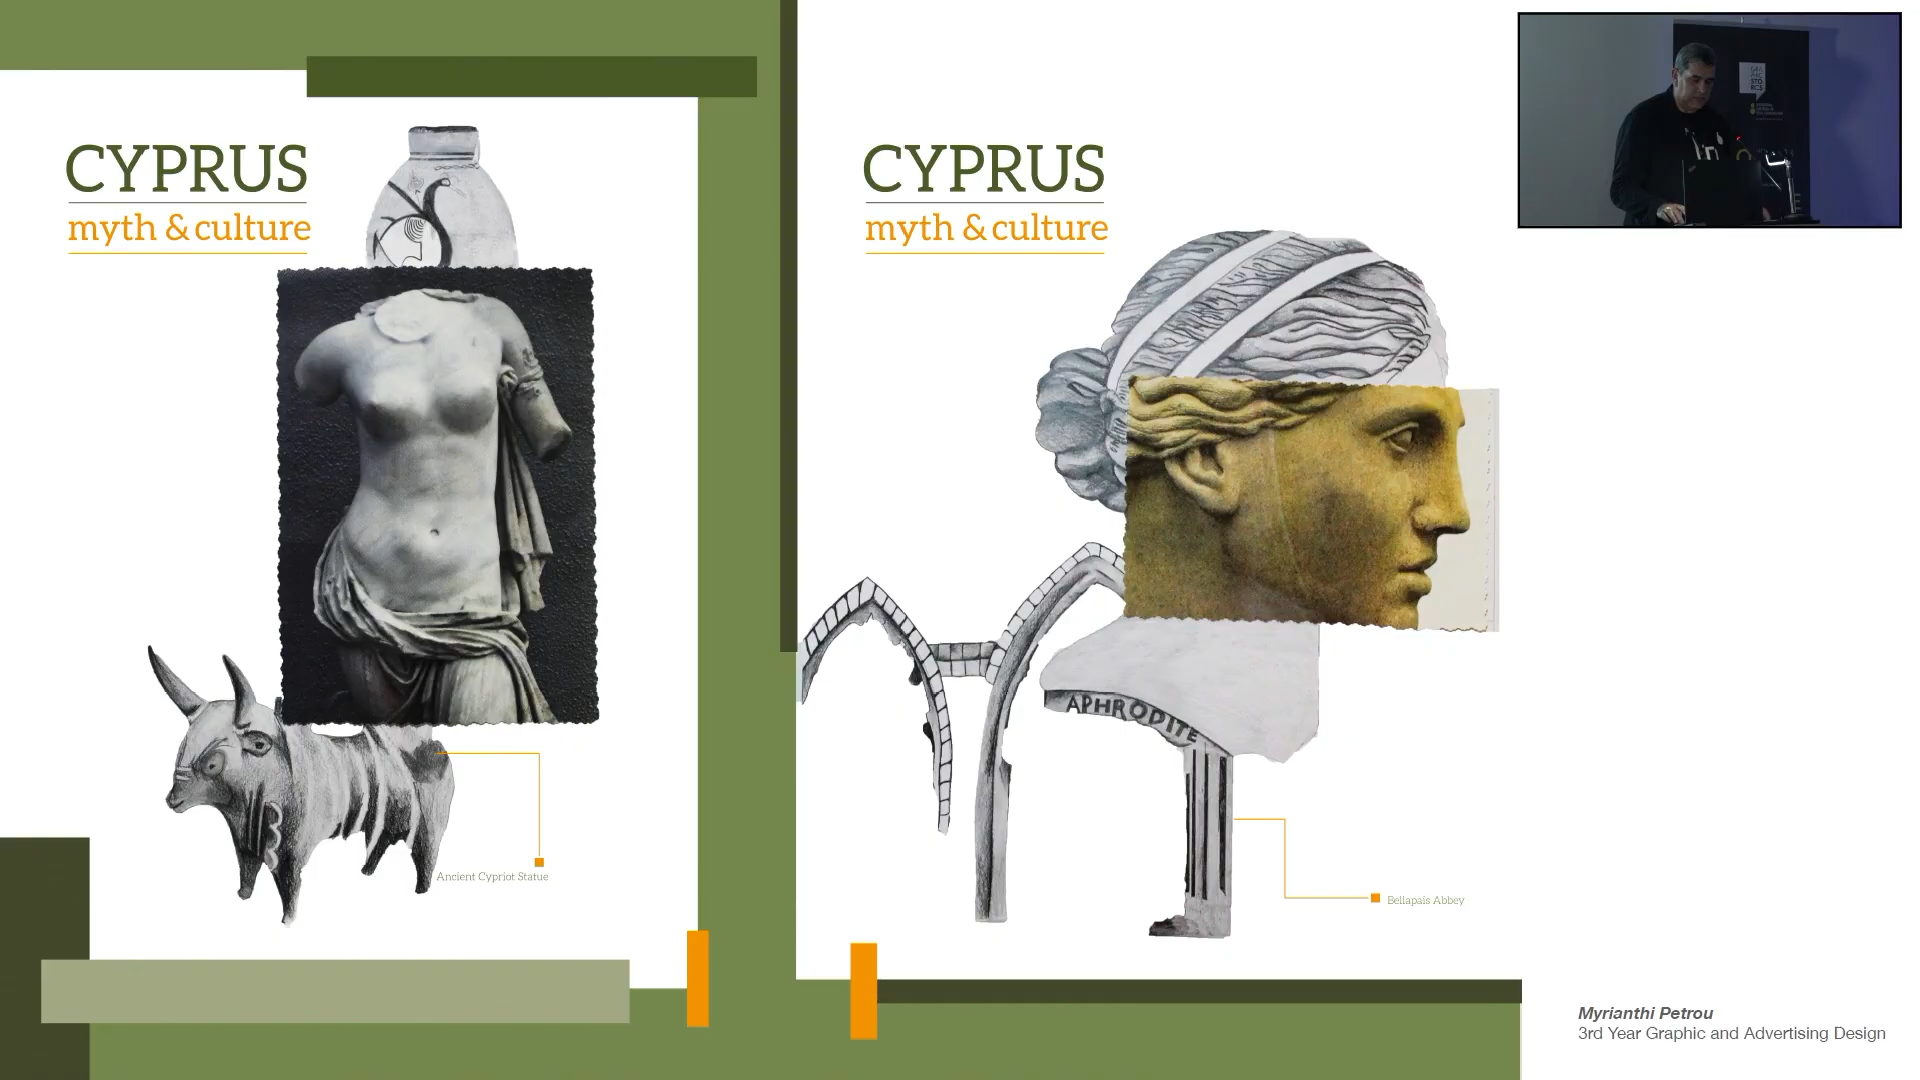 CYPRUS
myth & culture
Ancient Cypriot Statue
CYPRUS
myth & culture
APHRODITE
Bellapais Abbey
Myrianthi Petrou
3rd Year Graphic and Advertising Design